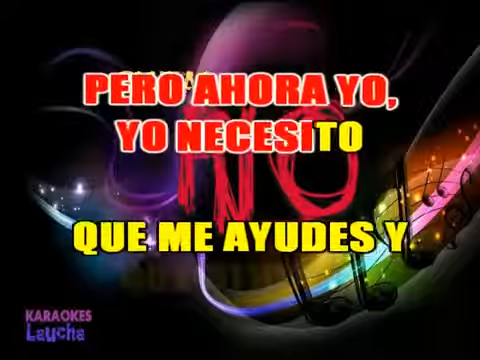 PERO AHORA YO,
YO NECESITO
QUE ME AYUDES Y
KARAOKES
Laucha